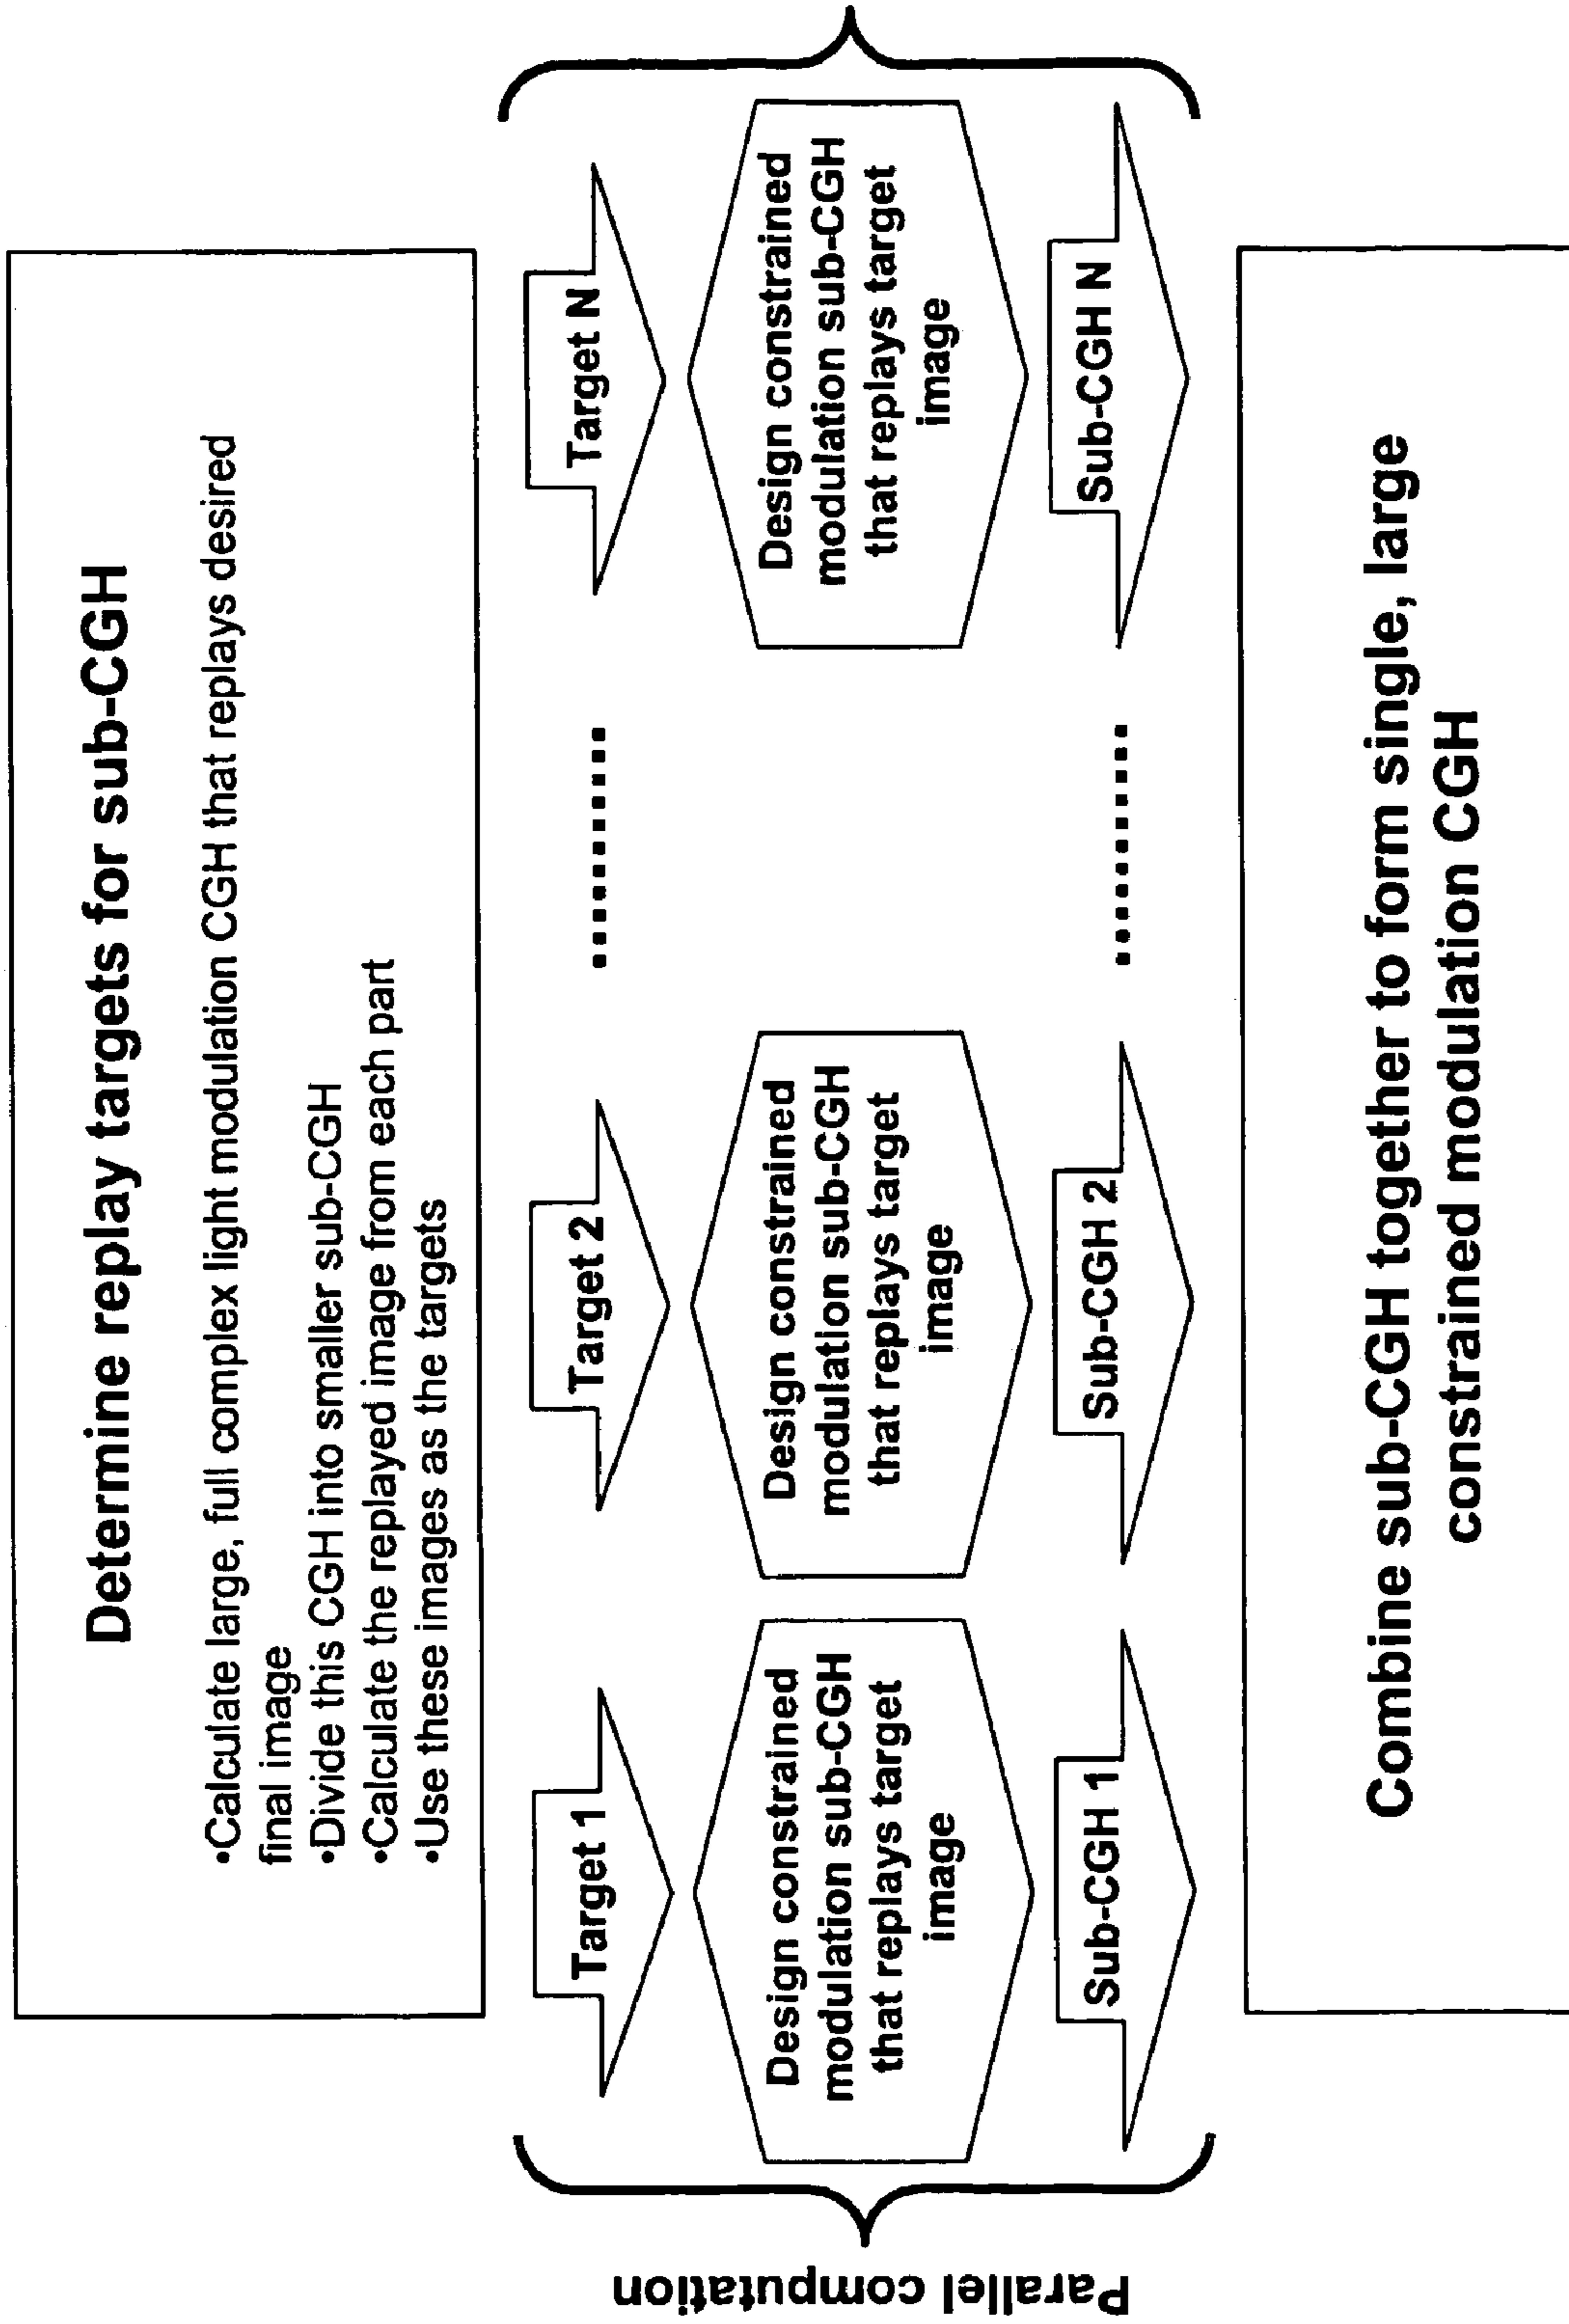 Determine replay targets for sub-CGH
•Calculate large, full complex light modulation CGH that replays desired
final image
•Divide this CGH into smaller sub-CGH
•Calculate the replayed image from each part
•Use these images as the targets
Parallel computation
Target 1
Target 2
Target N
Design constrained
modulation sub-CGH
that replays target
image
Design constrained
modulation sub-CGH
that replays target
image
Design constrained
modulation sub-CGH
that replays target
image
Sub-CGH 1
Sub-CGH 2
Sub-CGH N
Combine sub-CGH together to form single, large
constrained modulation CGH